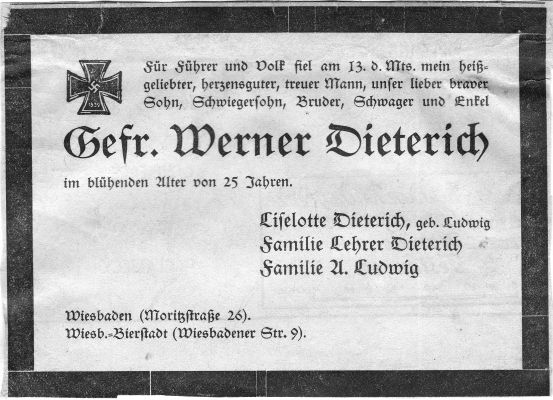 Für Führer und Volk fiel am 13. d. Mts. mein heiß-
geliebter, herzensguter, treuer Mann, unser lieber braver
Sohn, Schwiegersohn, Bruder, Schwager und Enkel
Gefr. Werner Dieterich
im blühenden Alter von 25 Jahren.
Liselotte Dieterich, geb. Ludwig
Familie Lehrer Dieterich
Familie A. Ludwig
Wiesbaden (Moritzstraße 26).
Wiesb.-Bierstadt (Wiesbadener Str. 9).